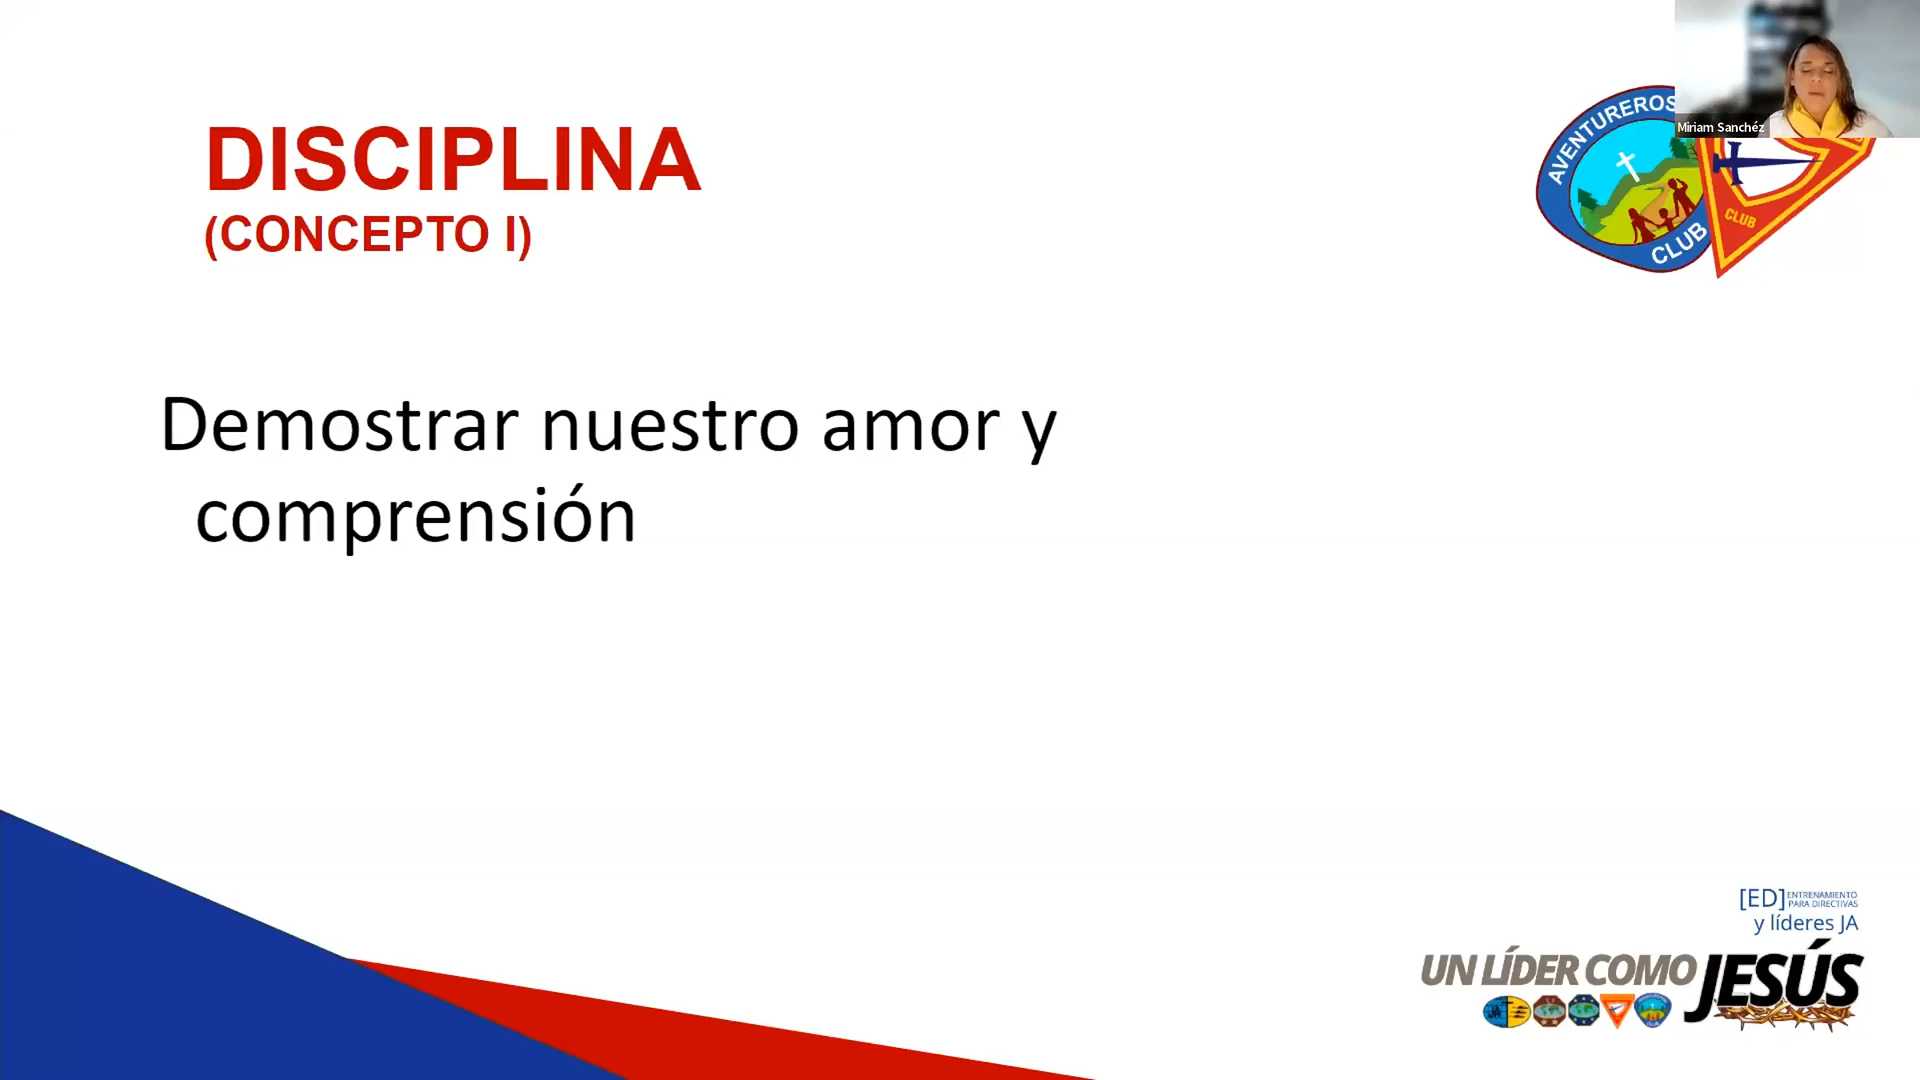 DISCIPLINA
(CONCEPTO I)
AVENTUREROS
CLUB
CLUB
Miriam Sanchéz
Demostrar nuestro amor y
comprensión
[ED] ENTRENAMIENTO
PARA DIRECTIVAS
y líderes JA
UN LÍDER COMO JESÚS